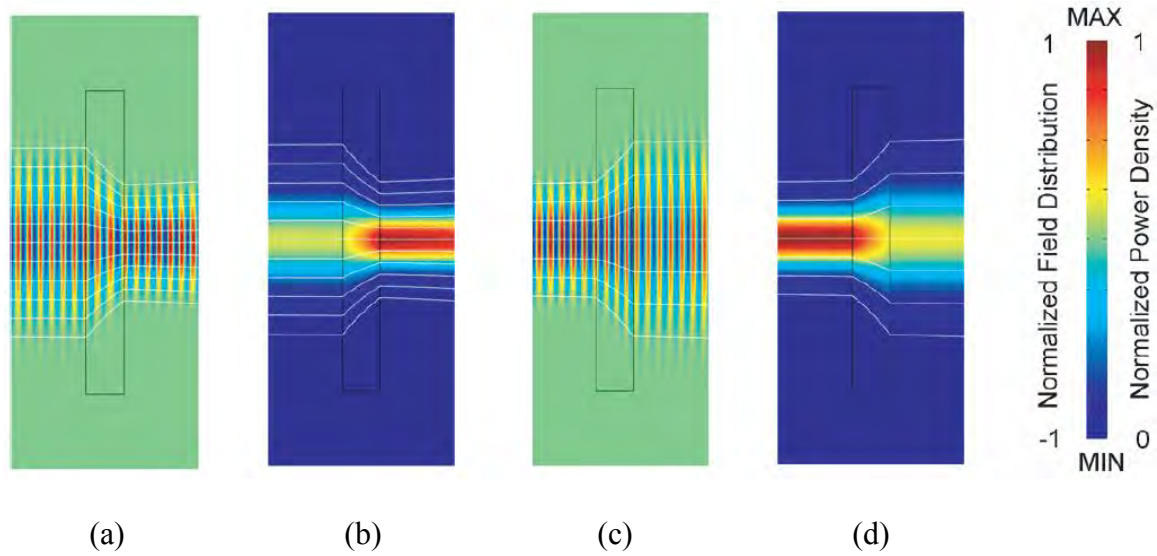 MAX
1
1
Normalized Field Distribution
Normalized Power Density
-1
0
MIN
(a)
(b)
(c)
(d)